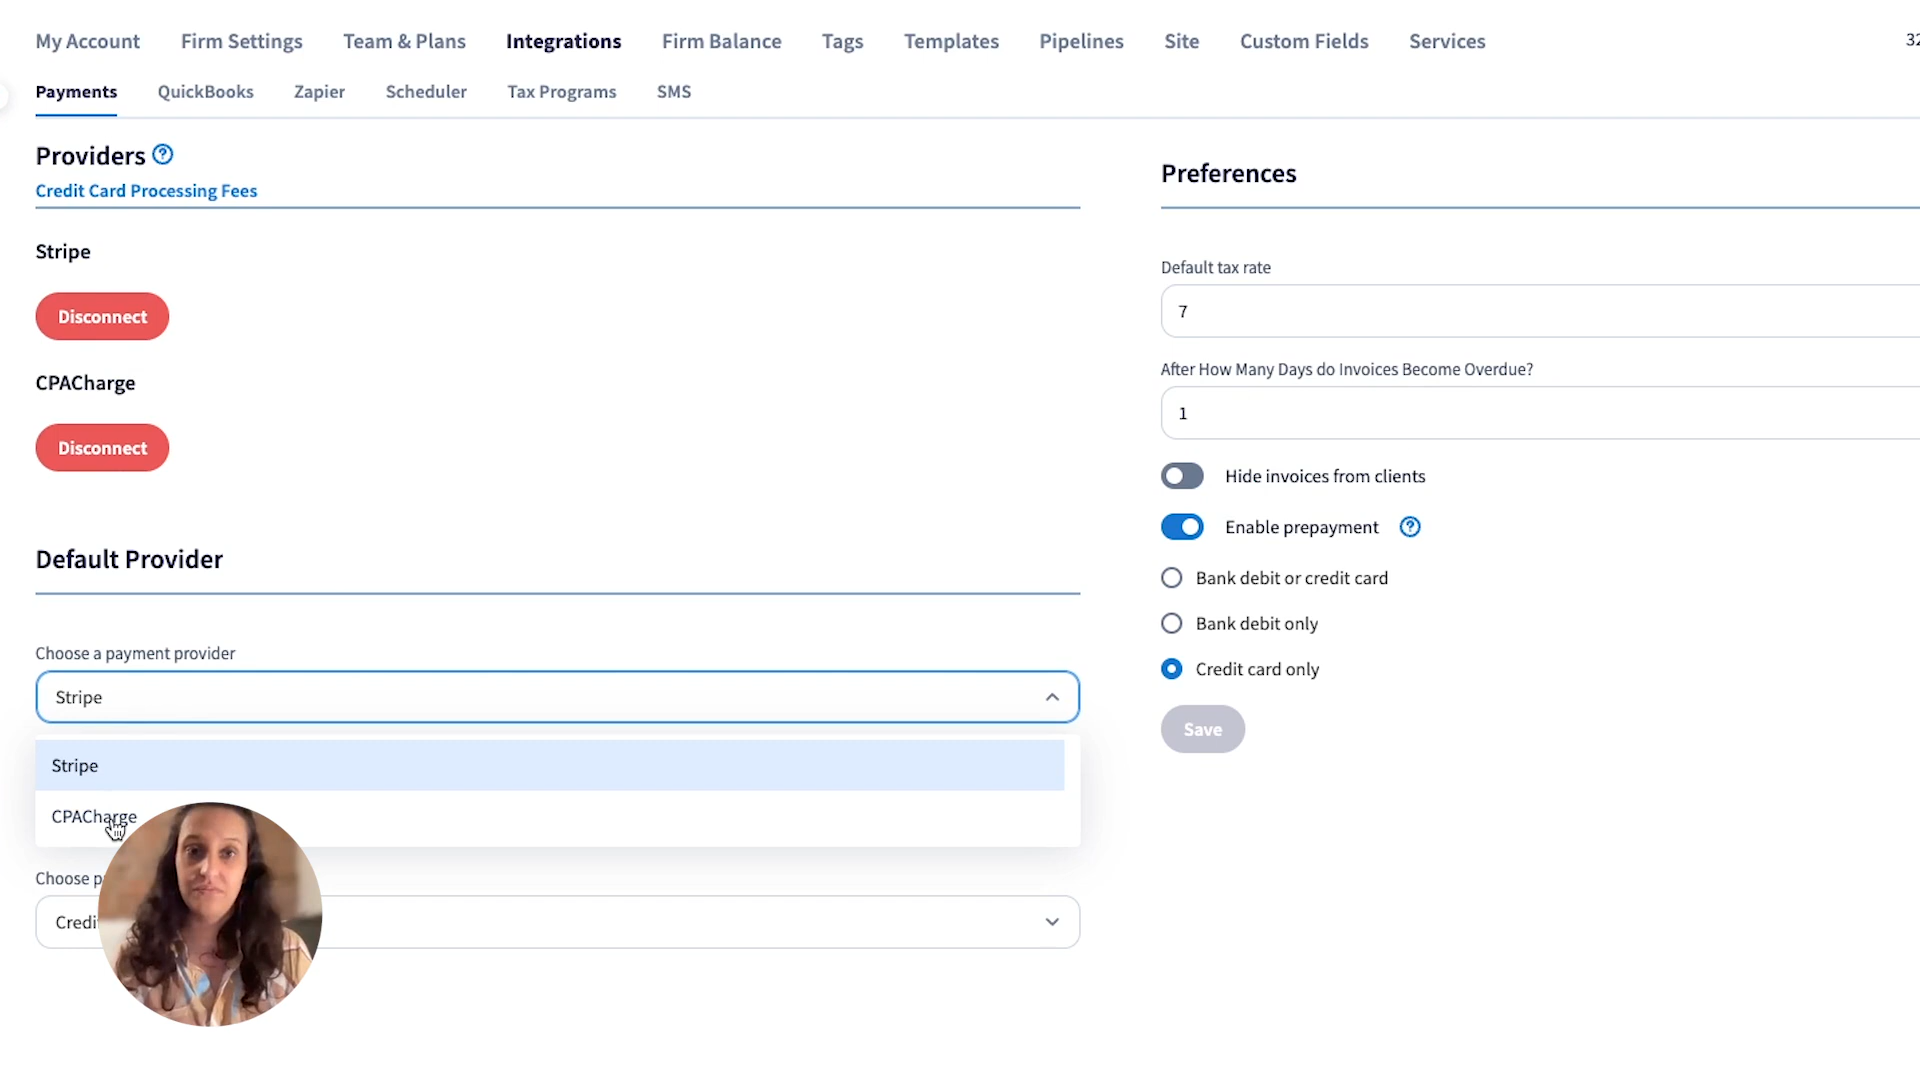 My Account Firm Settings Team & Plans Integrations Firm Balance Tags Templates Pipelines Site Custom Fields Services
Payments QuickBooks Zapier Scheduler Tax Programs SMS
Providers
Credit Card Processing Fees
Stripe
Disconnect
CPACharge
Disconnect
Default Provider
Choose a payment provider
Stripe
Stripe
CPACharge
Choose
Preferences
Default tax rate
7
After How Many Days do Invoices Become Overdue?
1
Hide invoices from clients
Enable prepayment
Bank debit or credit card
Bank debit only
Credit card only
Save